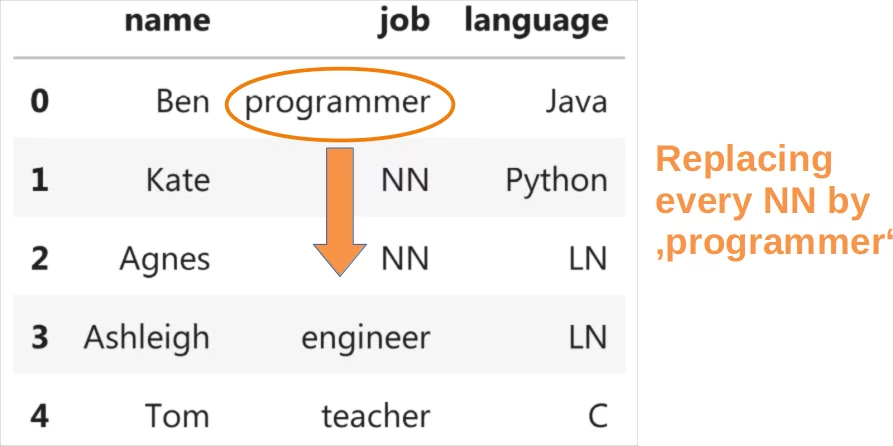 name job language
0 Ben programmer Java
1 Kate NN Python
2 Agnes NN LN
3 Ashleigh engineer LN
4 Tom teacher C
Replacing
every NN by
‚programmer‘